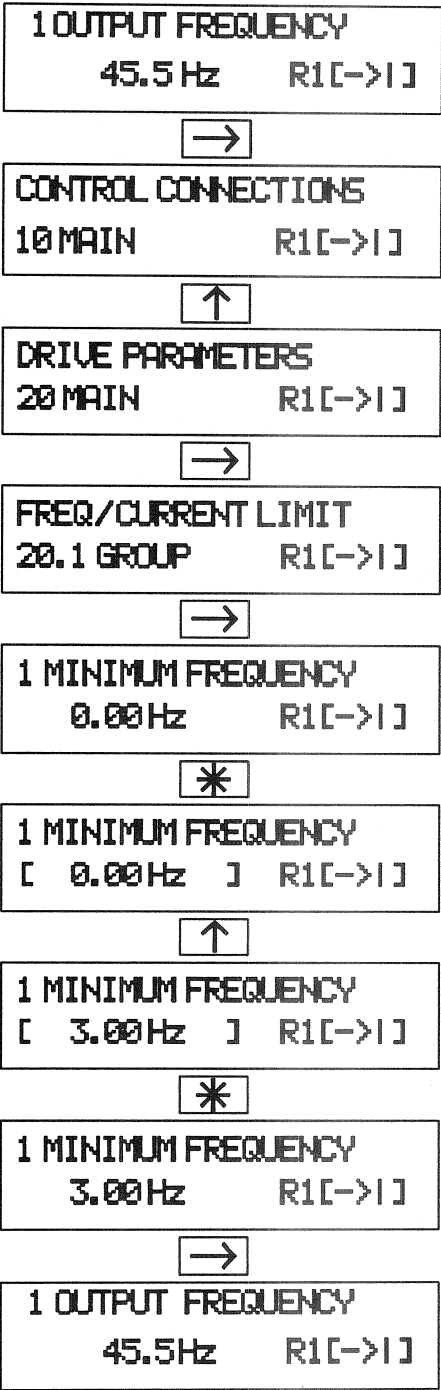 1 OUTPUT FREQUENCY
45.5 Hz R1[->|]
→
CONTROL CONNECTIONS
10 MAIN R1[->|]
↑
DRIVE PARAMETERS
20 MAIN R1[->|]
→
FREQ/CURRENT LIMIT
20.1 GROUP R1[->|]
→
1 MINIMUM FREQUENCY
0.00 Hz R1[->|]
*
1 MINIMUM FREQUENCY
[ 0.00 Hz ] R1[->|]
↑
1 MINIMUM FREQUENCY
[ 3.00 Hz ] R1[->|]
*
1 MINIMUM FREQUENCY
3.00 Hz R1[->|]
→
1 OUTPUT FREQUENCY
45.5 Hz R1[->|]